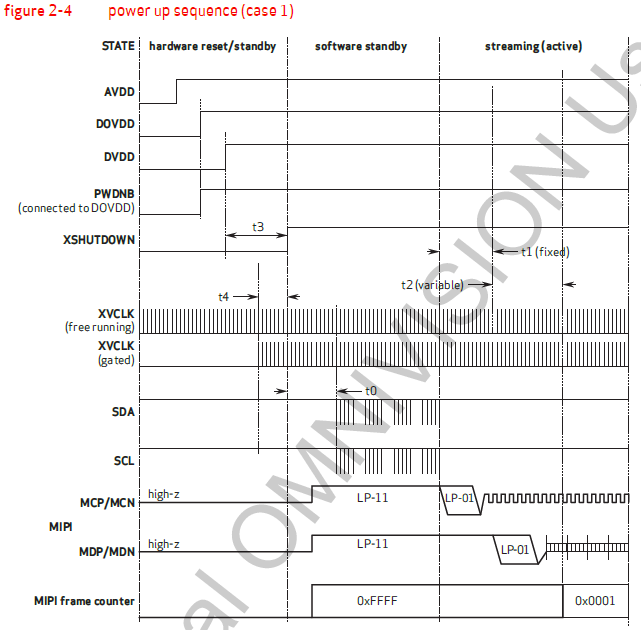 figure 2-4 power up sequence (case 1)
STATE hardware reset/standby software standby streaming (active)
AVDD
DOVDD
DVDD
PWDNB
(connected to DOVDD)
t3
XSHUTDOWN
t1 (fixed)
t2 (variable)
t4
XVCLK
(free running)
XVCLK
(gated)
t0
SDA
SCL
high-z LP-11 LP-01
MCP/MCN
MIPI
high-z LP-11 LP-01
MDP/MDN
MIPI frame counter 0xFFFF 0x0001
al OMNIVISION Us